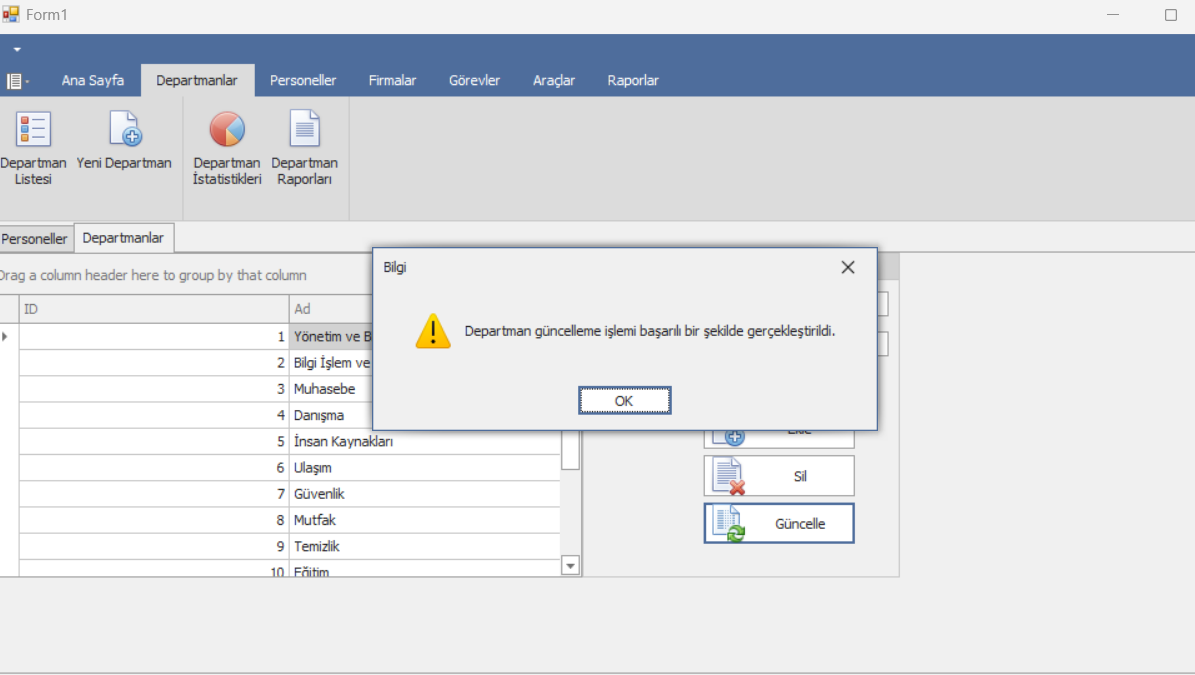 Form1
Ana Sayfa Departmanlar Personeller Firmalar Görevler Araçlar Raporlar
Departman Listesi
Yeni Departman
Departman İstatistikleri
Departman Raporları
Personeller Departmanlar
Drag a column header here to group by that column
ID Ad
1 Yönetim ve
2 Bilgi İşlem ve
3 Muhasebe
4 Danışma
5 İnsan Kaynakları
6 Ulaşım
7 Güvenlik
8 Mutfak
9 Temizlik
10 Eğitim
Bilgi
Departman güncelleme işlemi başarılı bir şekilde gerçekleştirildi.
OK
Sil
Güncelle